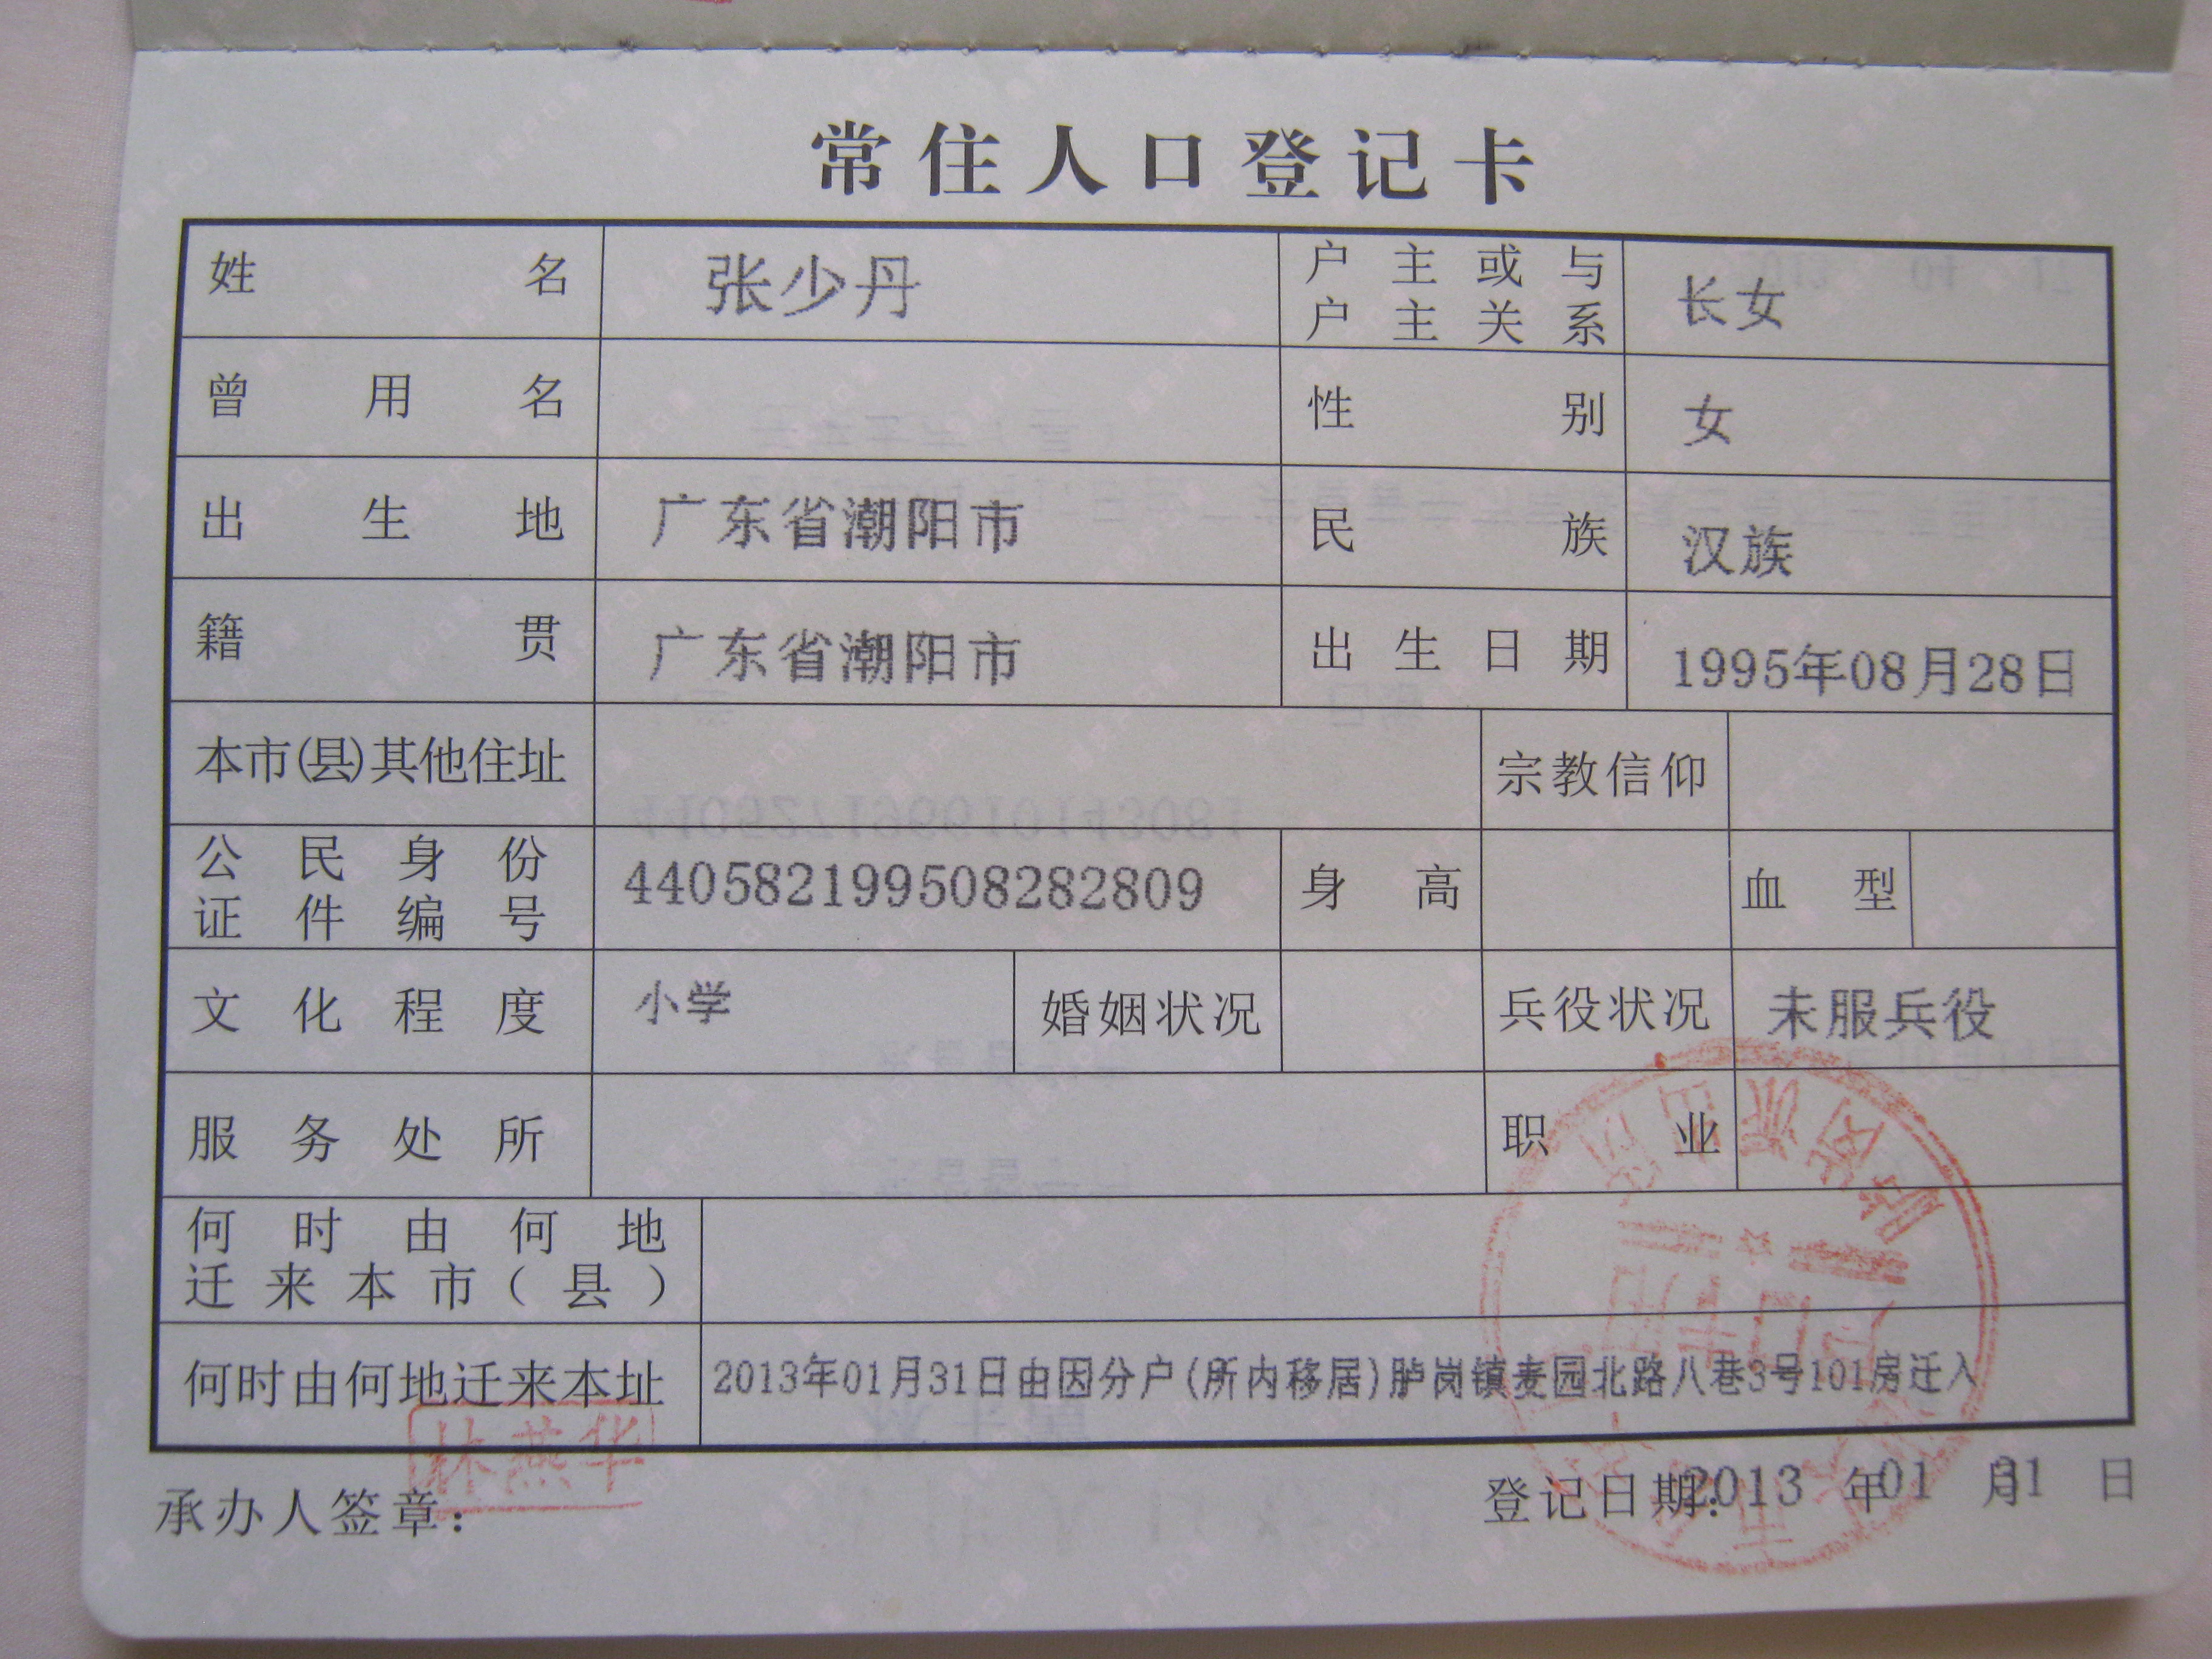 常住人口登记卡
姓名 张少丹 户主或与户主关系 长女
曾用名 性别 女
出生地 广东省潮阳市 民族 汉族
籍贯 广东省潮阳市 出生日期 1995年08月28日
本市(县)其他住址 宗教信仰
公民身份证件编号 440582199508282809 身高 血型
文化程度 小学 婚姻状况 兵役状况 未服兵役
服务处所 职业
何时由何地迁来本市(县)
何时由何地迁来本址 2013年01月31日由因分户(所内移居)胪岗镇麦园北路八巷3号101房迁入
林燕华
承办人签章: 登记日期:2013年01月31日